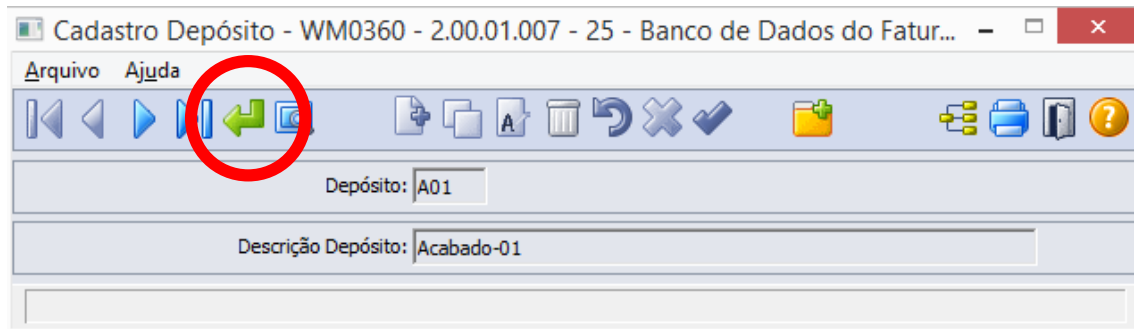 Cadastro Depósito - WM0360 - 2.00.01.007 - 25 - Banco de Dados do Fatur...
Arquivo Ajuda
Depósito: A01
Descrição Depósito: Acabado-01